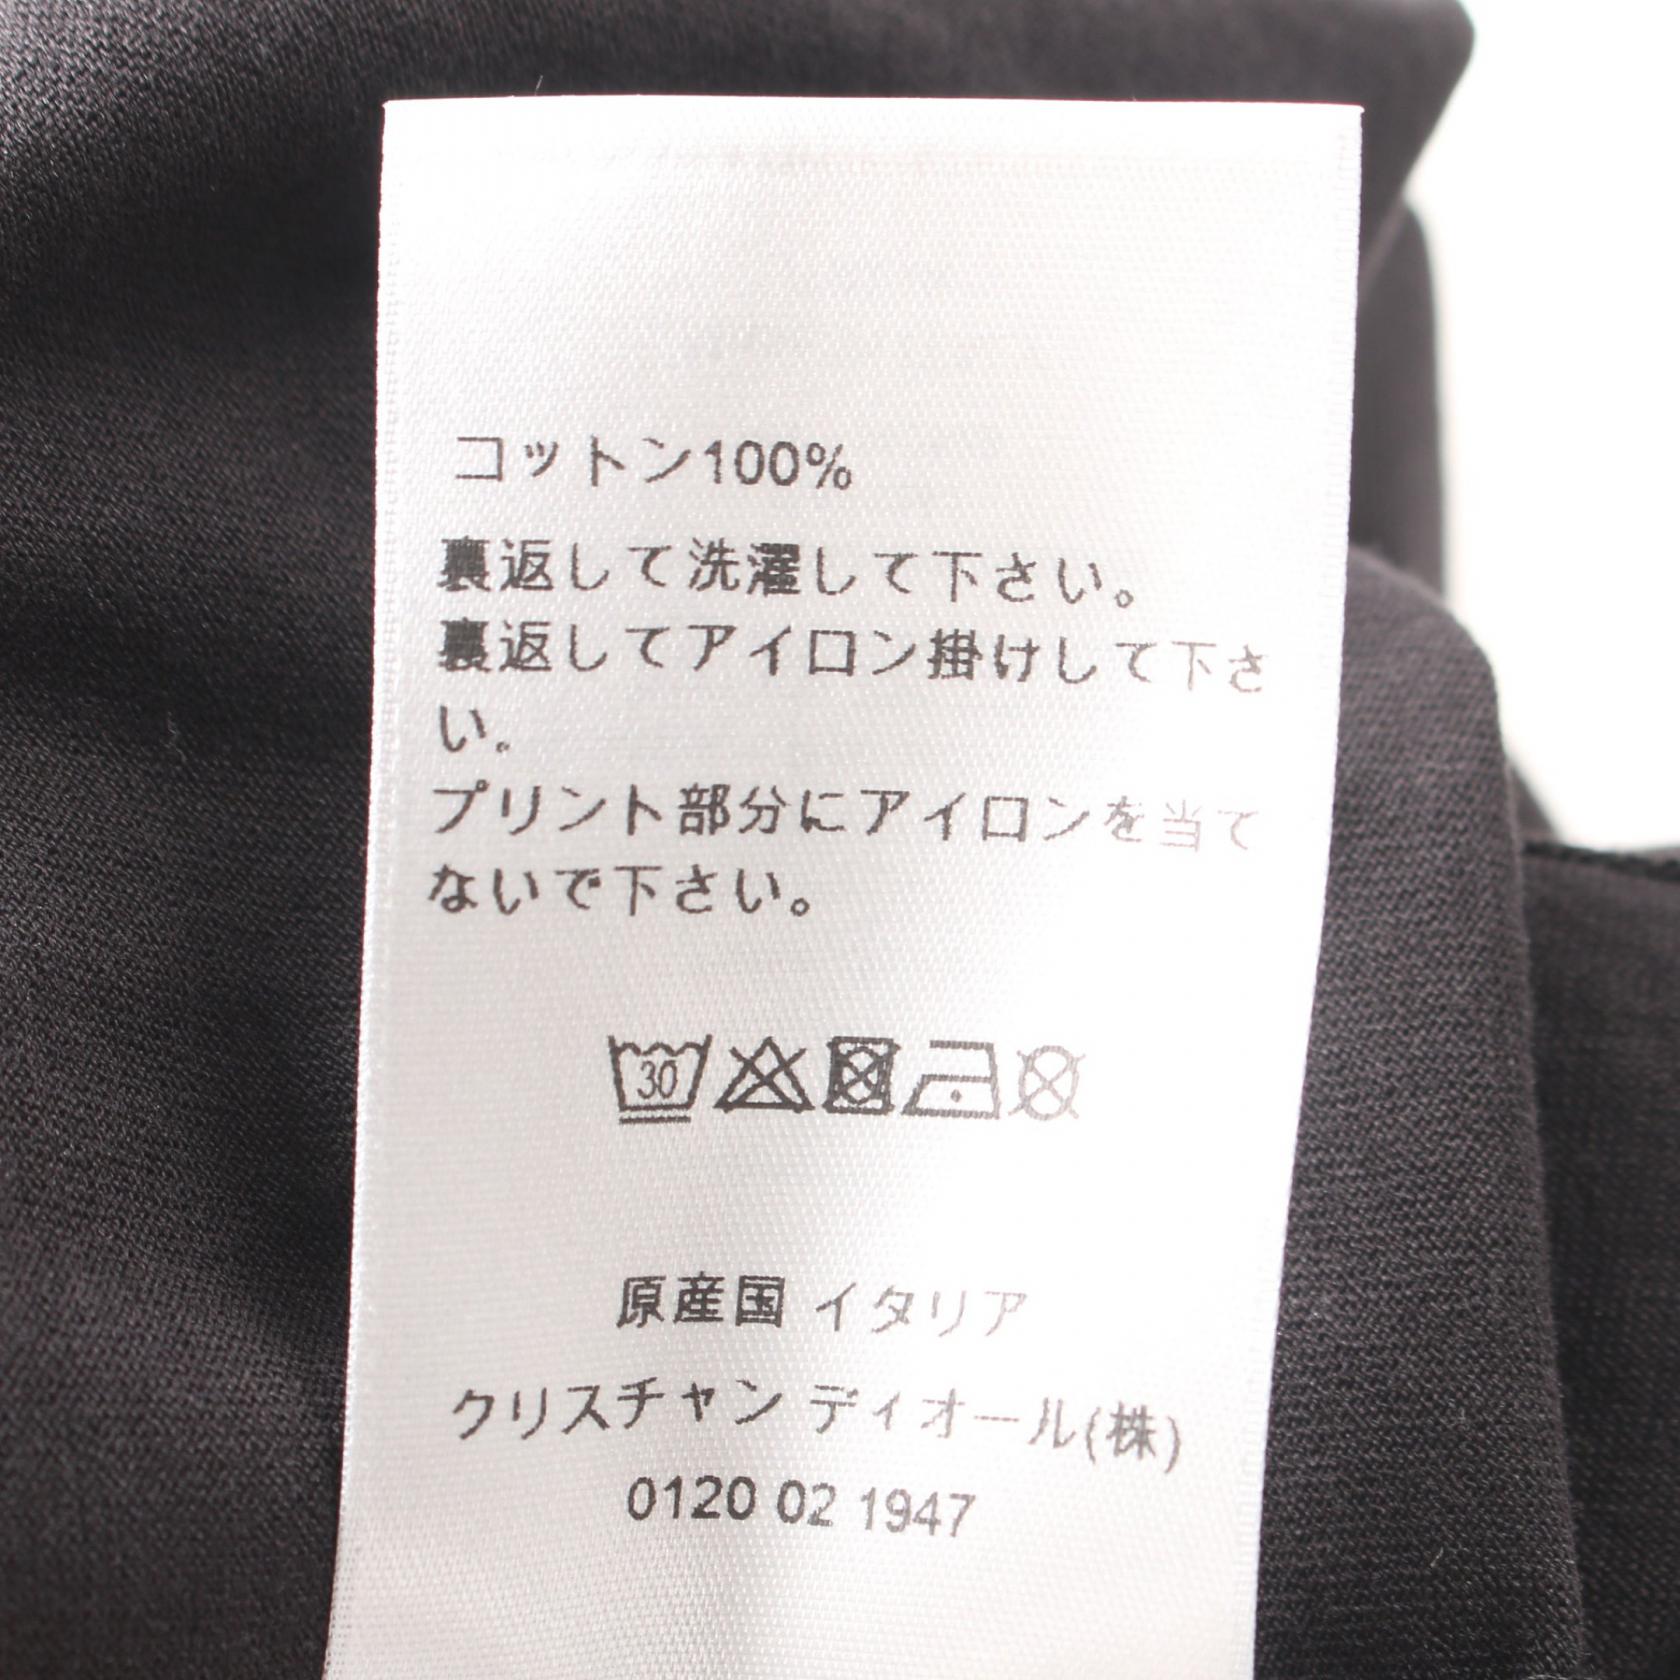 コットン100%
裏返して洗濯して下さい。
裏返してアイロン掛けして下さ
い。
プリント部分にアイロンを当て
ないで下さい。
30
原産国 イタリア
クリスチャン ディオール(株)
0120 02 1947